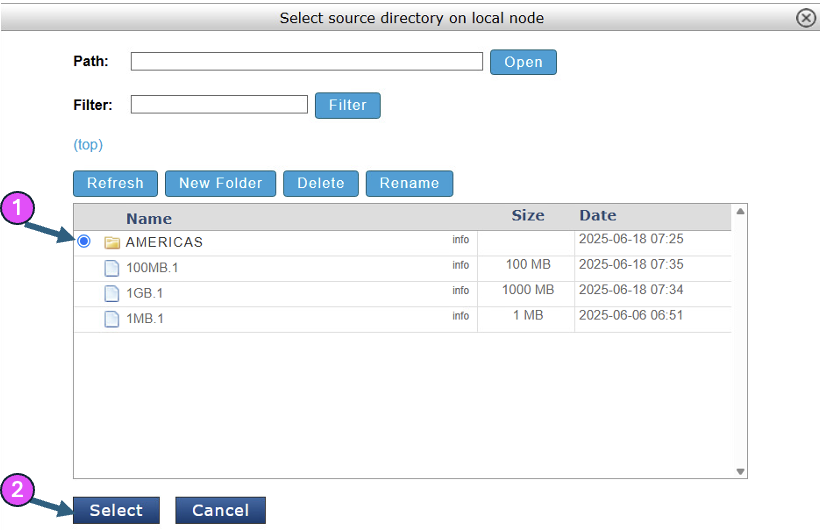 Select source directory on local node
Path: Open
Filter: Filter
(top)
Refresh New Folder Delete Rename
1
Name Size Date
AMERICAS info 2025-06-18 07:25
100MB.1 info 100 MB 2025-06-18 07:35
1GB.1 info 1000 MB 2025-06-18 07:34
1MB.1 info 1 MB 2025-06-06 06:51
2
Select Cancel